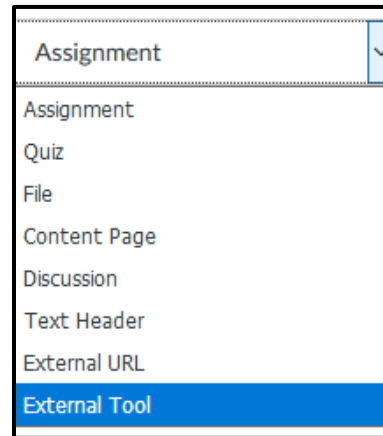 Assignment
Assignment
Quiz
File
Content Page
Discussion
Text Header
External URL
External Tool